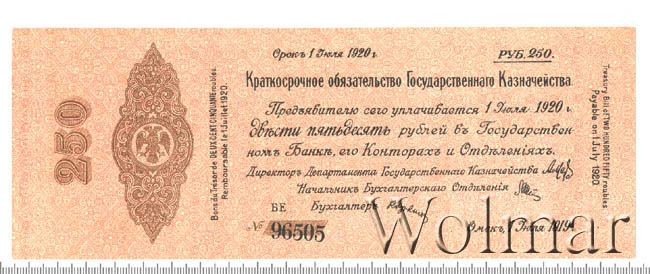 250
Bons du Trésor de DEUX CENT CINQUANTE roubles.
Remboursable le 1 Juillet 1920.
Срокъ 1 Іюля 1920 г.
РУБ. 250.
Краткосрочное обязательство Государственнаго Казначейства
Предъявителю сего уплачивается 1 Іюля 1920 г.
двѣсти пятьдесять рублей въ Государствен-
номъ Банкѣ, его Конторахъ и Отдѣленіяхъ.
Директоръ Департамента Государственнаго Казначейства
Начальникъ Бухгалтерскаго Отдѣленія
БЕ Бухгалтеръ
№ 96505
Омскъ, 1 Іюля 1919 г.
Treasury Bill of TWO HUNDRED FIFTY roubles.
Payable on 1 July 1920.
Wolmar